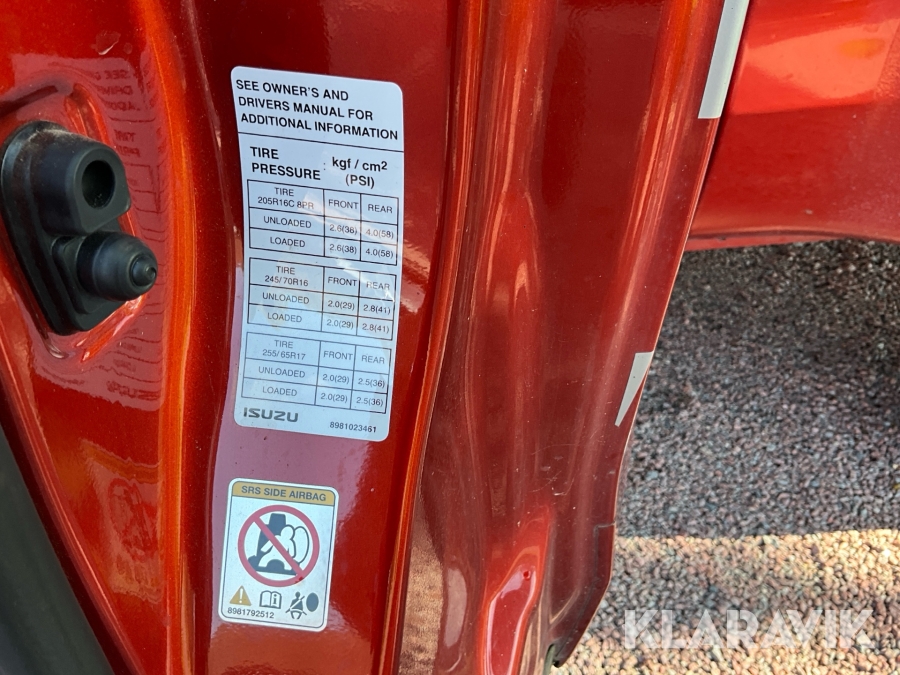 SEE OWNER'S AND
DRIVERS MANUAL FOR
ADDITIONAL INFORMATION
TIRE PRESSURE : kgf / cm2 (PSI)
TIRE 205R16C 8PR FRONT REAR
UNLOADED 2.6(38) 4.0(58)
LOADED 2.6(38) 4.0(58)
TIRE 245/70R16 FRONT REAR
UNLOADED 2.0(29) 2.8(41)
LOADED 2.0(29) 2.8(41)
TIRE 255/65R17 FRONT REAR
UNLOADED 2.0(29) 2.5(36)
LOADED 2.0(29) 2.5(36)
ISUZU 8981023461
SRS SIDE AIRBAG
8981792512
KLARAVIK